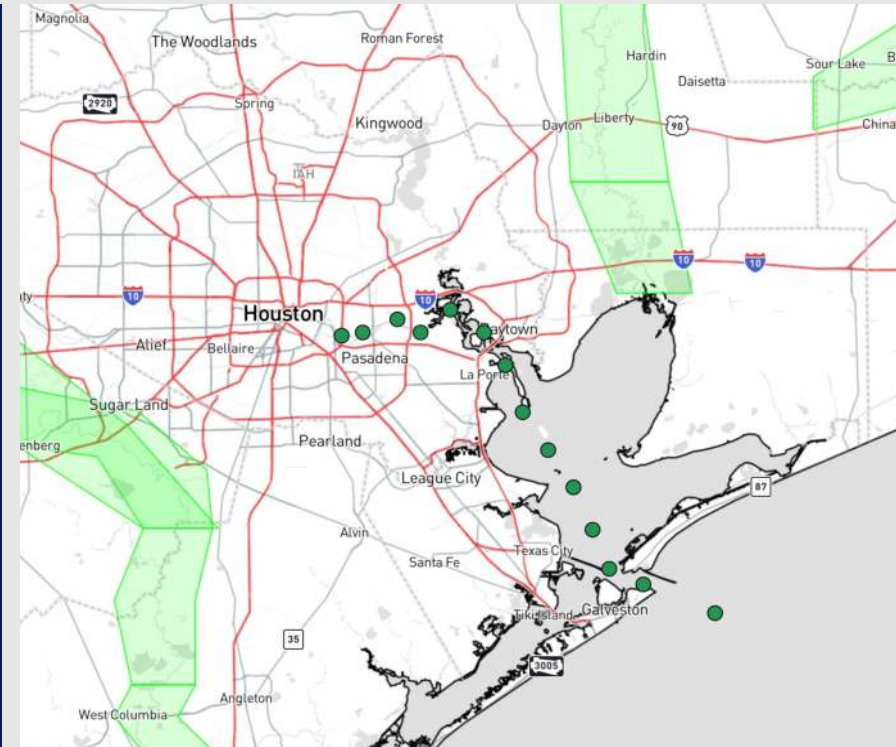 Magnolia
The Woodlands
Roman Forest
Hardin
Sour Lake
B
Daisetta
2920
Spring
Kingwood
Dayton
Liberty
90
China
IAH
10
10
10
10
Houston
Alief
Bellaire
Pasadena
aytown
La Porte
Sugar Land
enberg
Pearland
League City
87
Alvin
Santa Fe
Texas City
Tiki Island
Galveston
35
3005
Angleton
West Columbia